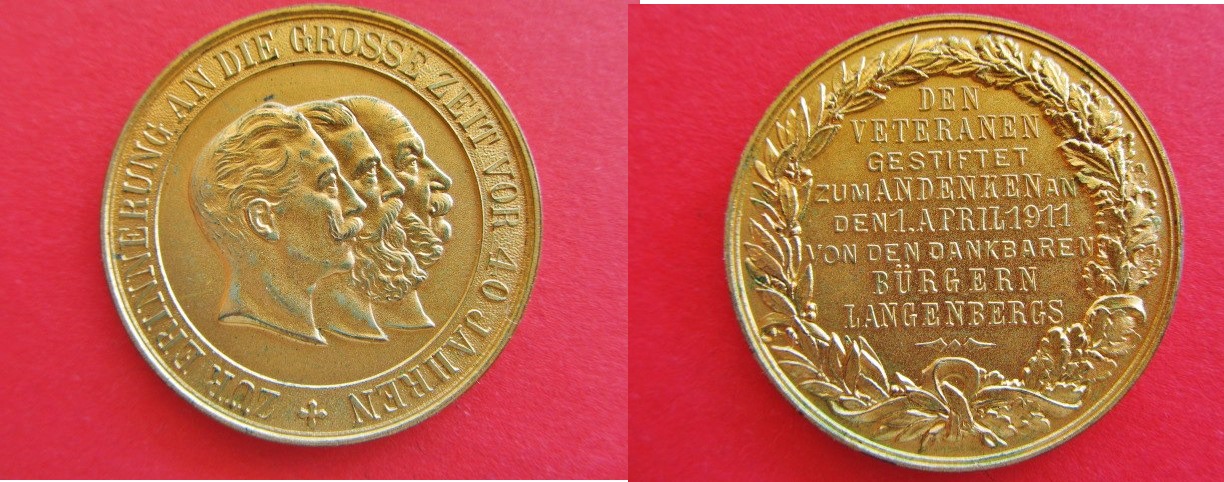 ZUR ERINNERUNG AN DIE GROSSE ZEIT VOR 40 JAHREN
DEN
VETERANEN
GESTIFTET
ZUM ANDENKEN AN
DEN 1. APRIL 1911
VON DEN DANKBAREN
BÜRGERN
LANGENBERGS